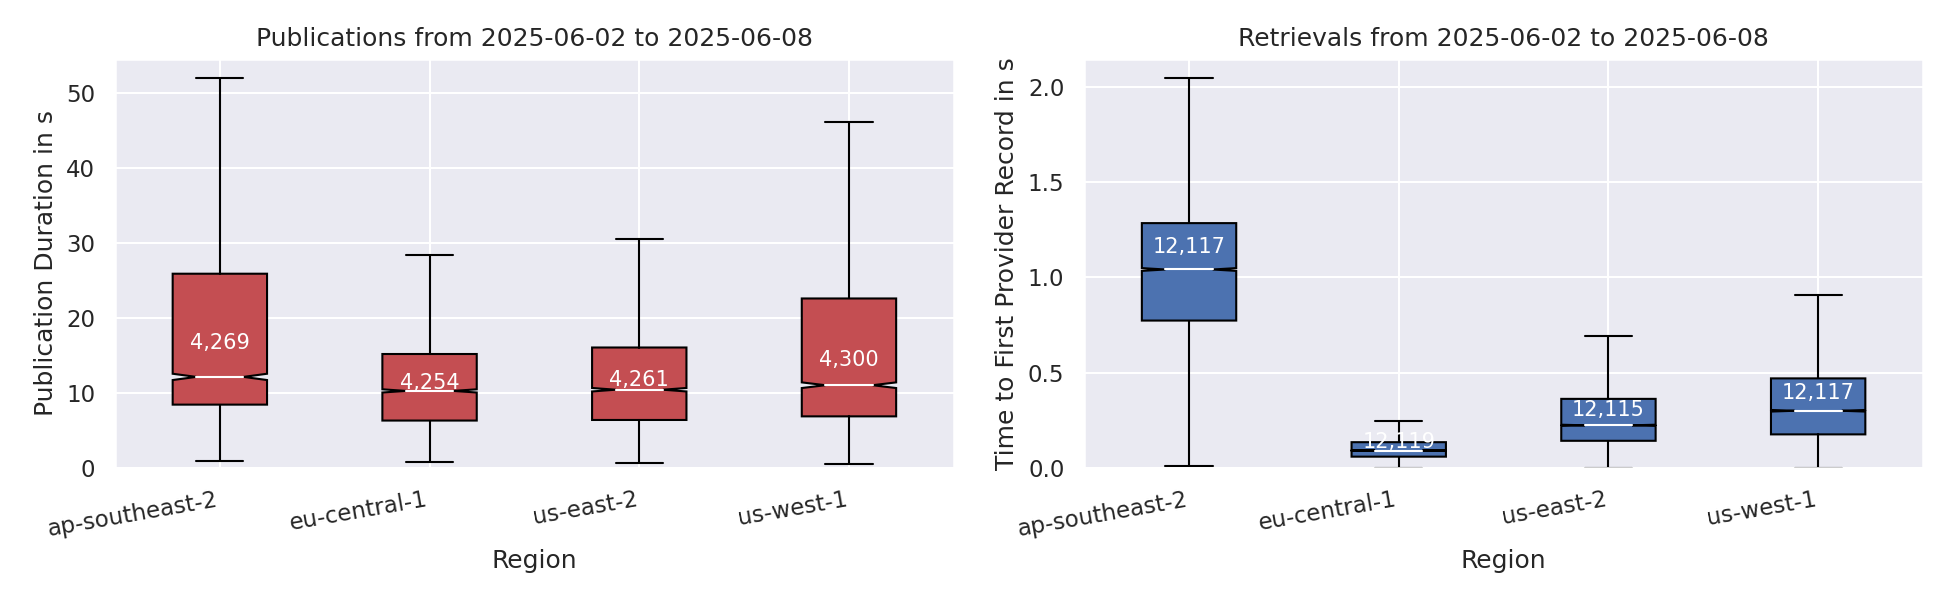 Publications from 2025-06-02 to 2025-06-08
Publication Duration in s
50
40
30
20
10
0
4,269
4,254
4,261
4,300
ap-southeast-2
eu-central-1
us-east-2
us-west-1
Region
Retrievals from 2025-06-02 to 2025-06-08
Time to First Provider Record in s
2.0
1.5
1.0
0.5
0.0
12,117
12,119
12,115
12,117
ap-southeast-2
eu-central-1
us-east-2
us-west-1
Region